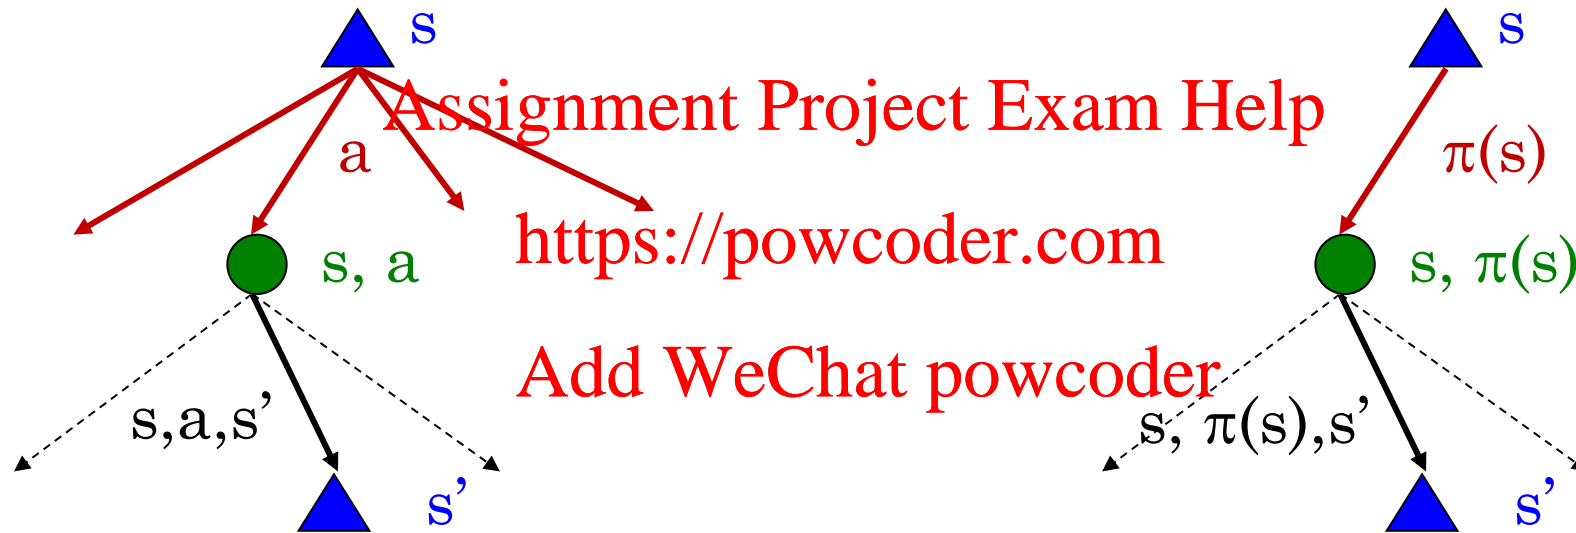 s
s
Assignment Project Exam Help
a
π(s)
https://powcoder.com
s, a
s, π(s)
Add WeChat powcoder
s,a,s’
s, π(s),s’
s’
s’